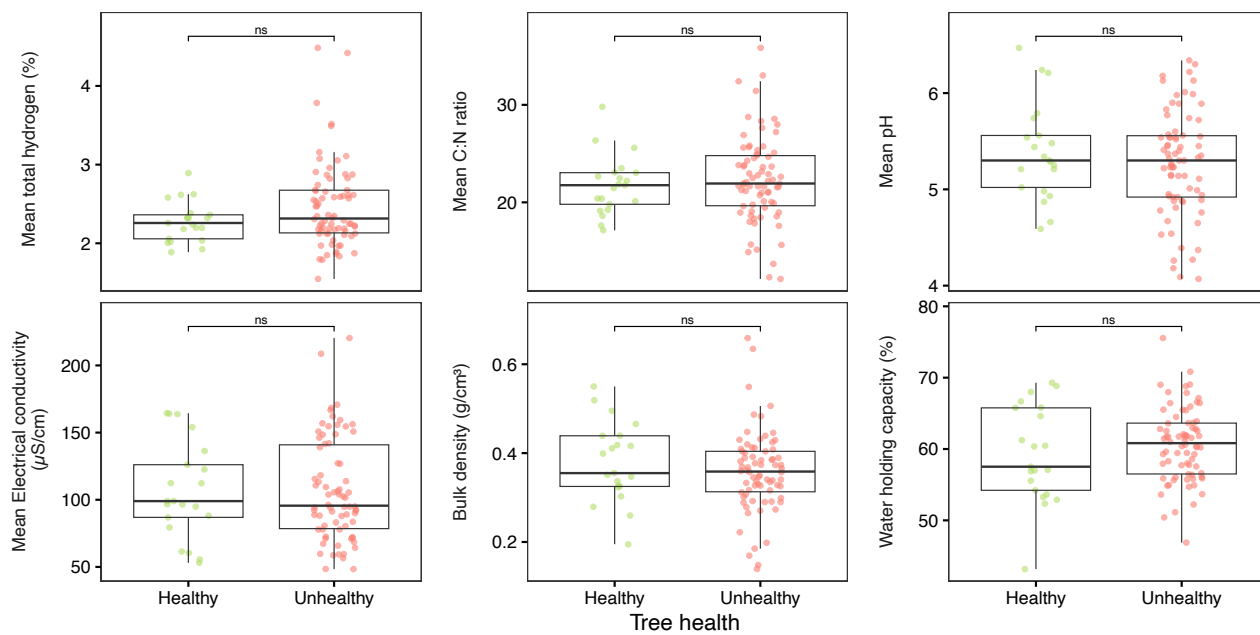 ns
Mean total hydrogen (%)
4
3
2
ns
Mean C:N ratio
30
20
ns
Mean pH
6
5
4
ns
Mean Electrical conductivity
(µS/cm)
200
150
100
50
Healthy
Unhealthy
ns
Bulk density (g/cm³)
0.6
0.4
0.2
Healthy
Unhealthy
ns
Water holding capacity (%)
80
70
60
50
Healthy
Unhealthy
Tree health